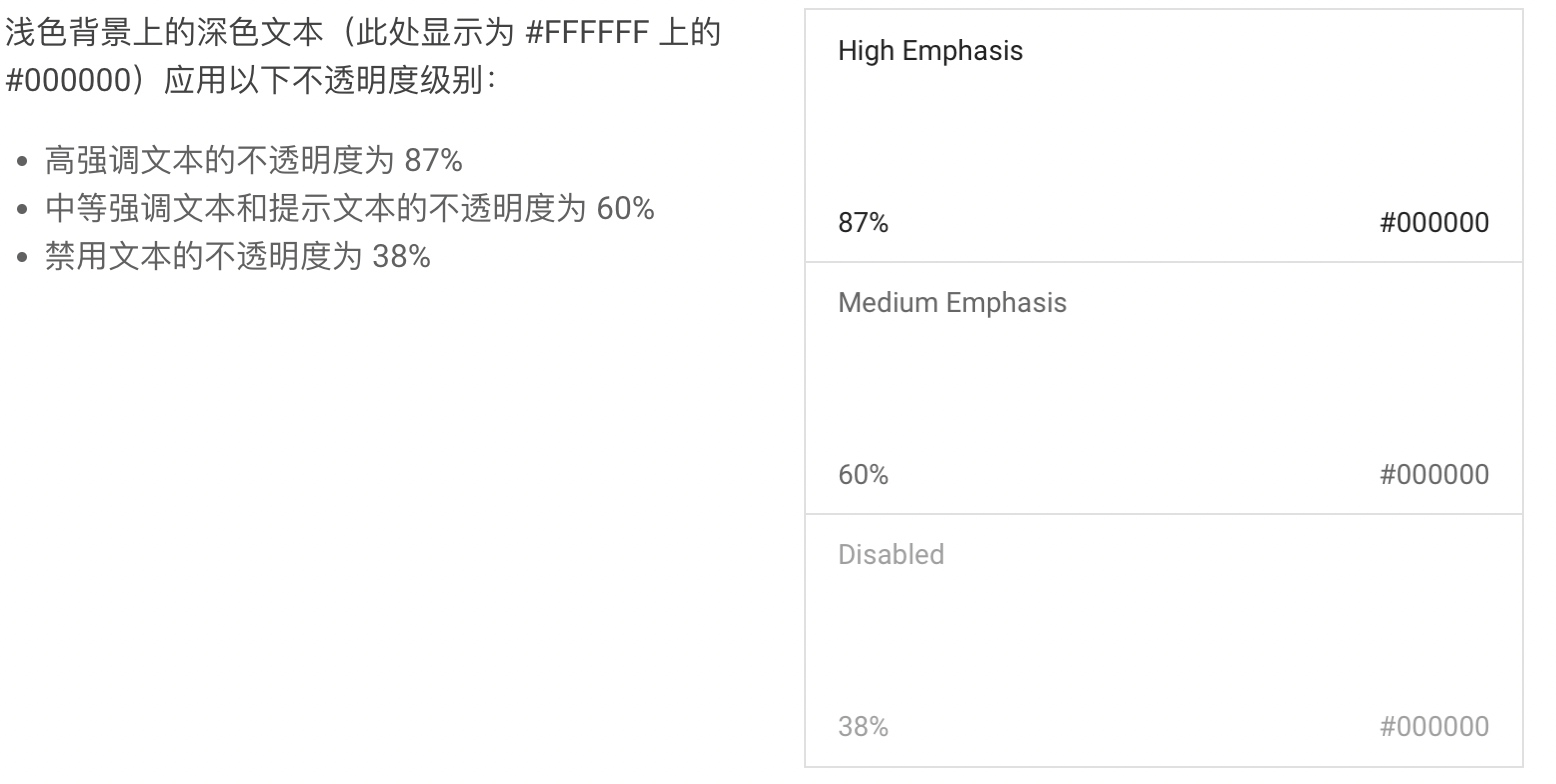 浅色背景上的深色文本（此处显示为 #FFFFFF 上的
#000000）应用以下不透明度级别：
• 高强调文本的不透明度为 87%
• 中等强调文本和提示文本的不透明度为 60%
• 禁用文本的不透明度为 38%
High Emphasis
87% #000000
Medium Emphasis
60% #000000
Disabled
38% #000000